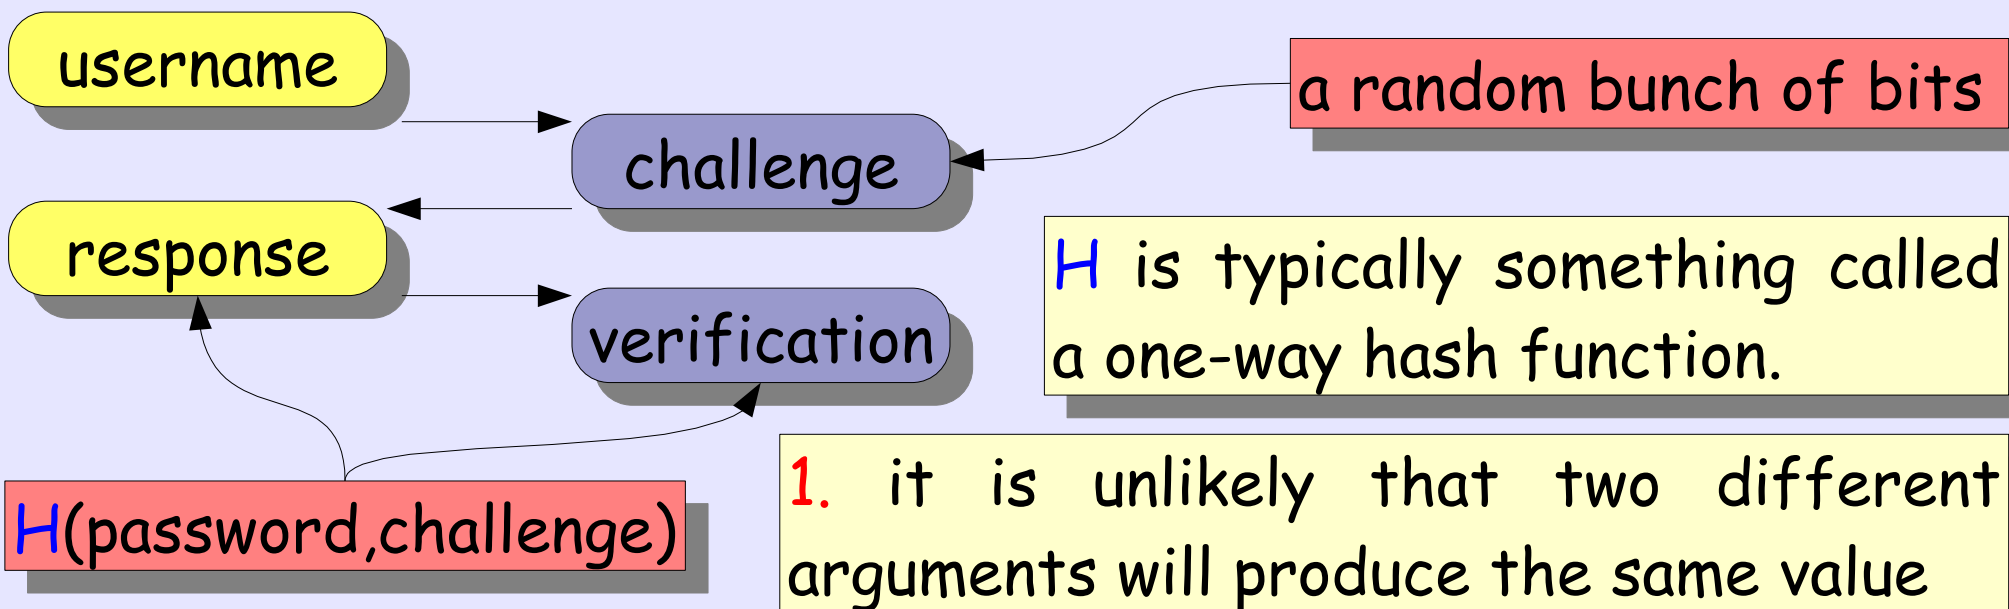 username
a random bunch of bits
challenge
response
H is typically something called
a one-way hash function.
verification
H(password,challenge)
1. it is unlikely that two different
arguments will produce the same value